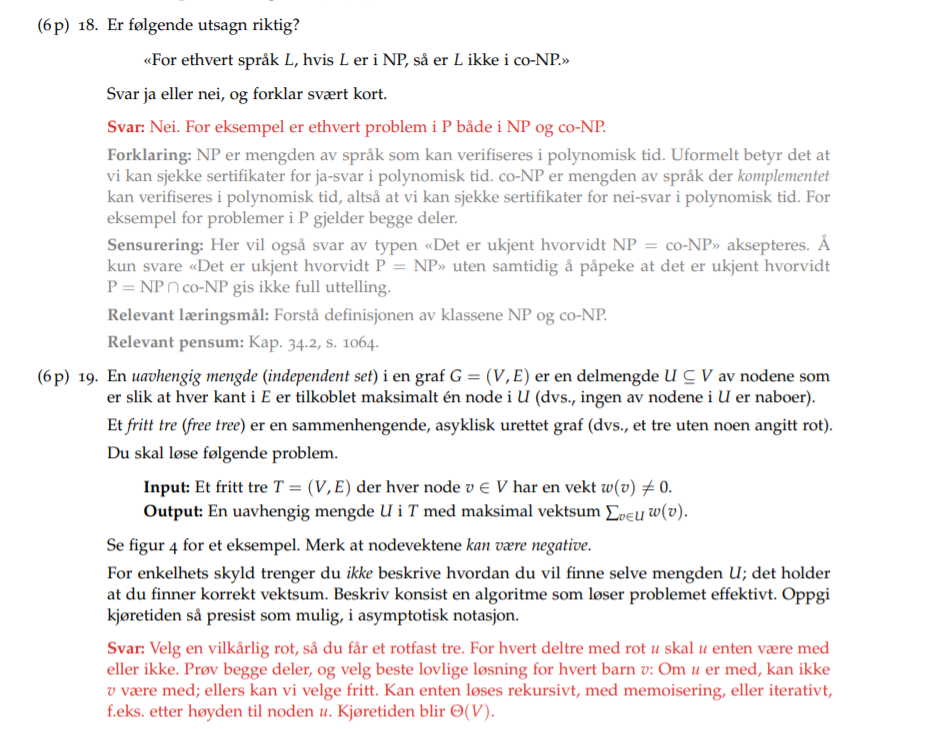 (6 p) 18. Er følgende utsagn riktig?
«For ethvert språk L, hvis L er i NP, så er L ikke i co-NP.»
Svar ja eller nei, og forklar svært kort.
Svar: Nei. For eksempel er ethvert problem i P både i NP og co-NP.
Forklaring: NP er mengden av språk som kan verifiseres i polynomisk tid. Uformelt betyr det at
vi kan sjekke sertifikater for ja-svar i polynomisk tid. co-NP er mengden av språk der komplementet
kan verifiseres i polynomisk tid, altså at vi kan sjekke sertifikater for nei-svar i polynomisk tid. For
eksempel for problemer i P gjelder begge deler.
Sensurering: Her vil også svar av typen «Det er ukjent hvorvidt NP = co-NP» aksepteres. Å
kun svare «Det er ukjent hvorvidt P = NP» uten samtidig å påpeke at det er ukjent hvorvidt
P = NP ∩ co-NP gis ikke full uttelling.
Relevant læringsmål: Forstå definisjonen av klassene NP og co-NP.
Relevant pensum: Kap. 34.2, s. 1064.
(6 p) 19. En uavhengig mengde (independent set) i en graf G = (V, E) er en delmengde U ⊆ V av nodene som
er slik at hver kant i E er tilkoblet maksimalt én node i U (dvs., ingen av nodene i U er naboer).
Et fritt tre (free tree) er en sammenhengende, asyklisk urettet graf (dvs., et tre uten noen angitt rot).
Du skal løse følgende problem.
Input: Et fritt tre T = (V, E) der hver node v ∈ V har en vekt w(v) ≠ 0.
Output: En uavhengig mengde U i T med maksimal vektsum ∑v∈U w(v).
Se figur 4 for et eksempel. Merk at nodevektene kan være negative.
For enkelhets skyld trenger du ikke beskrive hvordan du vil finne selve mengden U; det holder
at du finner korrekt vektsum. Beskriv konsist en algoritme som løser problemet effektivt. Oppgi
kjøretiden så presist som mulig, i asymptotisk notasjon.
Svar: Velg en vilkårlig rot, så du får et rotfast tre. For hvert deltre med rot u skal u enten være med
eller ikke. Prøv begge deler, og velg beste lovlige løsning for hvert barn v: Om u er med, kan ikke
v være med; ellers kan vi velge fritt. Kan enten løses rekursivt, med memoisering, eller iterativt,
f.eks. etter høyden til noden u. Kjøretiden blir Θ(V).